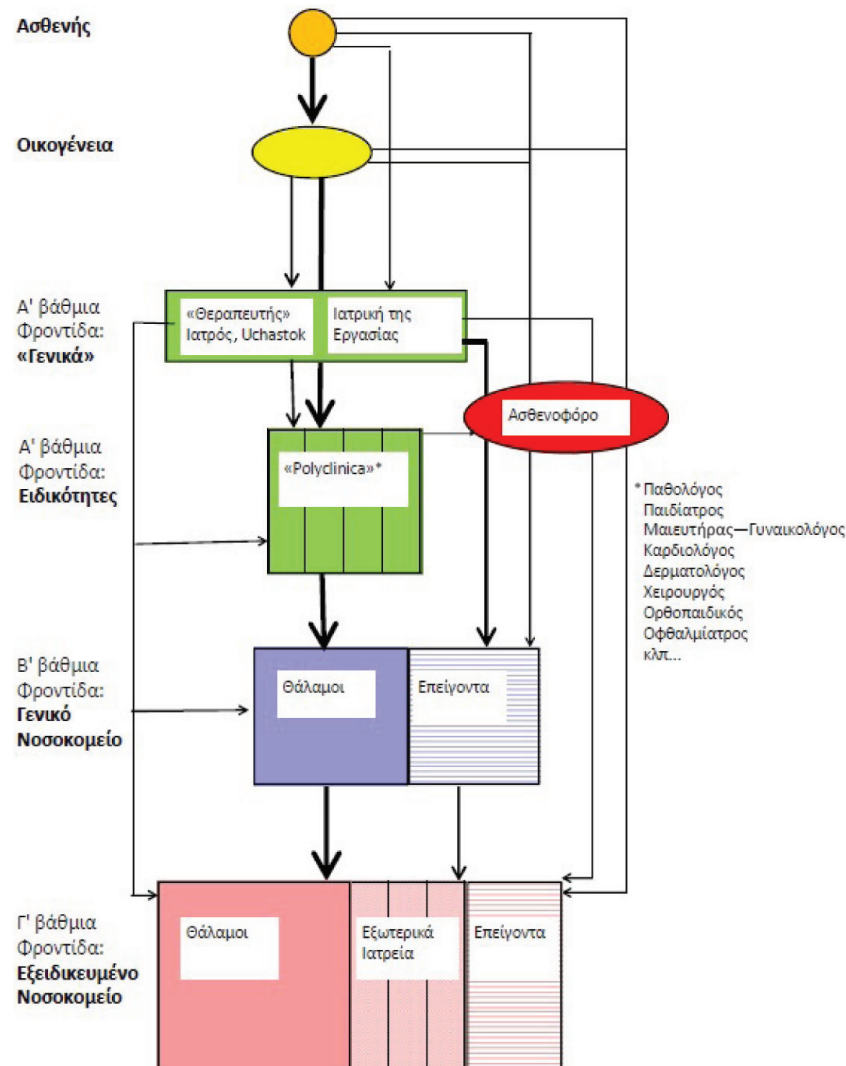 Ασθενής
Οικογένεια
Α' βάθμια
Φροντίδα:
«Γενικά»
«Θεραπευτής»
Ιατρός, Uchastok
Ιατρική της
Εργασίας
Ασθενοφόρο
Α' βάθμια
Φροντίδα:
Ειδικότητες
«Polyclinica»*
* Παθολόγος
Παιδίατρος
Μαιευτήρας—Γυναικολόγος
Καρδιολόγος
Δερματολόγος
Χειρουργός
Ορθοπαιδικός
Οφθαλμίατρος
κλπ...
Β' βάθμια
Φροντίδα:
Γενικό
Νοσοκομείο
Θάλαμοι
Επείγοντα
Γ' βάθμια
Φροντίδα:
Εξειδικευμένο
Νοσοκομείο
Θάλαμοι
Εξωτερικά
Ιατρεία
Επείγοντα